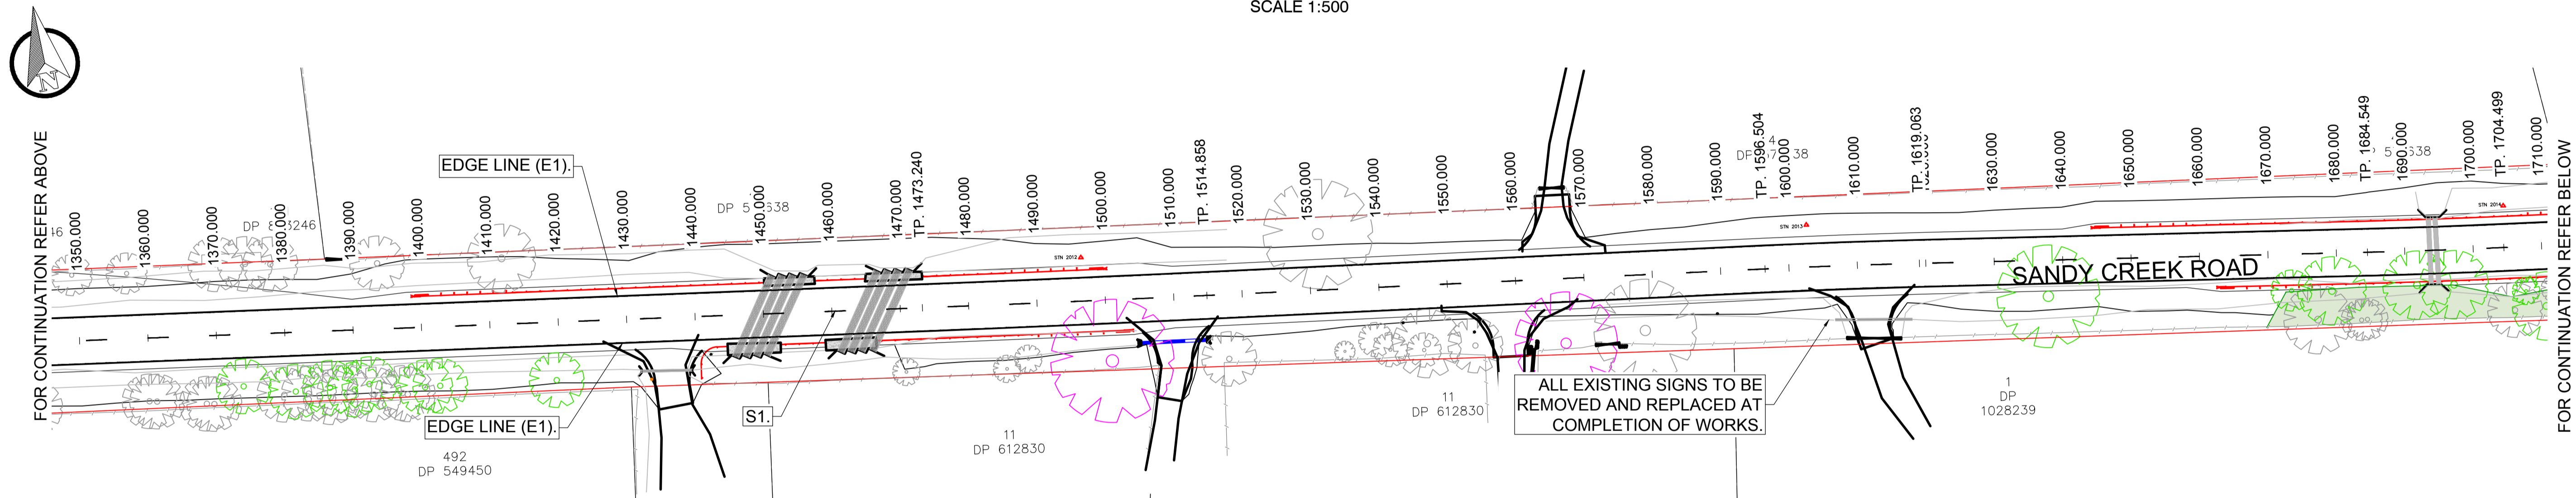 SCALE 1:500
N
FOR CONTINUATION REFER ABOVE
EDGE LINE (E1).
46
1350.000
1360.000
1370.000
1380.000
1390.000
1400.000
1410.000
1420.000
1430.000
1440.000
1450.000
1460.000
1470.000
TP. 1473.240
1480.000
1490.000
1500.000
1510.000
TP. 1514.858
1520.000
1530.000
1540.000
1550.000
1560.000
1570.000
1580.000
1590.000
TP. 1596.504
1600.000
1610.000
TP. 1619.063
1630.000
1640.000
1650.000
1660.000
1670.000
1680.000
TP. 1684.549
1690.000
1700.000
TP. 1704.499
1710.000
STN 2012
STN 2013
STN 2014
SANDY CREEK ROAD
EDGE LINE (E1).
S1.
ALL EXISTING SIGNS TO BE
REMOVED AND REPLACED AT
COMPLETION OF WORKS.
492
DP 549450
11
DP 612830
11
DP 612830
1
DP
1028239
FOR CONTINUATION REFER BELOW